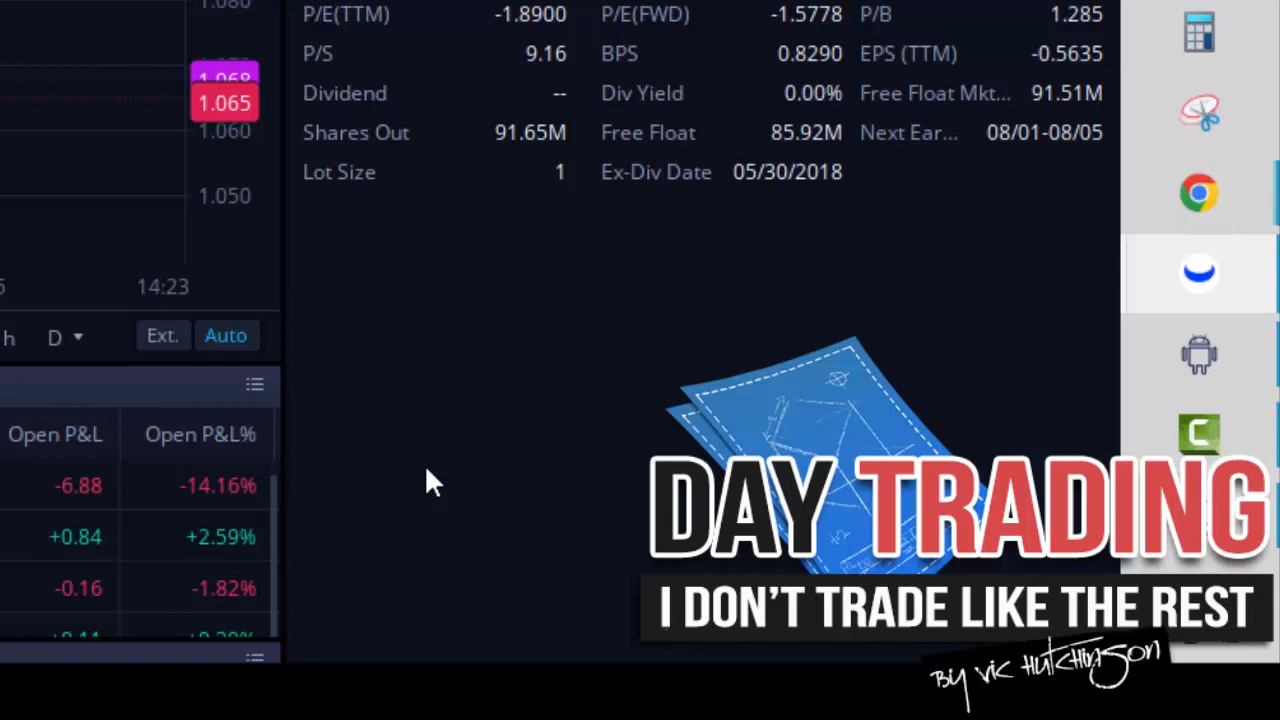 1.080
P/E(TTM) -1.8900 P/E(FWD) -1.5778 P/B 1.285
P/S 9.16 BPS 0.8290 EPS (TTM) -0.5635
Dividend -- Div Yield 0.00% Free Float Mkt... 91.51M
Shares Out 91.65M Free Float 85.92M Next Ear... 08/01-08/05
Lot Size 1 Ex-Div Date 05/30/2018
1.068
1.065
1.060
1.050
14:23
h D Ext. Auto
Open P&L Open P&L%
-6.88 -14.16%
+0.84 +2.59%
-0.16 -1.82%
C
DAY TRADING
I DON'T TRADE LIKE THE REST
BY VIC HUTCHINSON